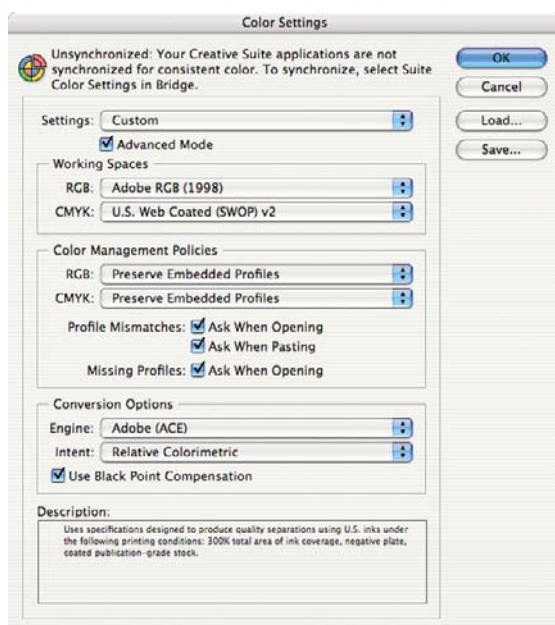 Color Settings
Unsynchronized: Your Creative Suite applications are not
synchronized for consistent color. To synchronize, select Suite
Color Settings in Bridge.
OK
Cancel
Load...
Save...
Settings: Custom
Advanced Mode
Working Spaces
RGB: Adobe RGB (1998)
CMYK: U.S. Web Coated (SWOP) v2
Color Management Policies
RGB: Preserve Embedded Profiles
CMYK: Preserve Embedded Profiles
Profile Mismatches: Ask When Opening
Ask When Pasting
Missing Profiles: Ask When Opening
Conversion Options
Engine: Adobe (ACE)
Intent: Relative Colorimetric
Use Black Point Compensation
Description:
Uses specifications designed to produce quality separations using U.S. inks under
the following printing conditions: 300% total area of ink coverage, negative plate,
coated publication-grade stock.